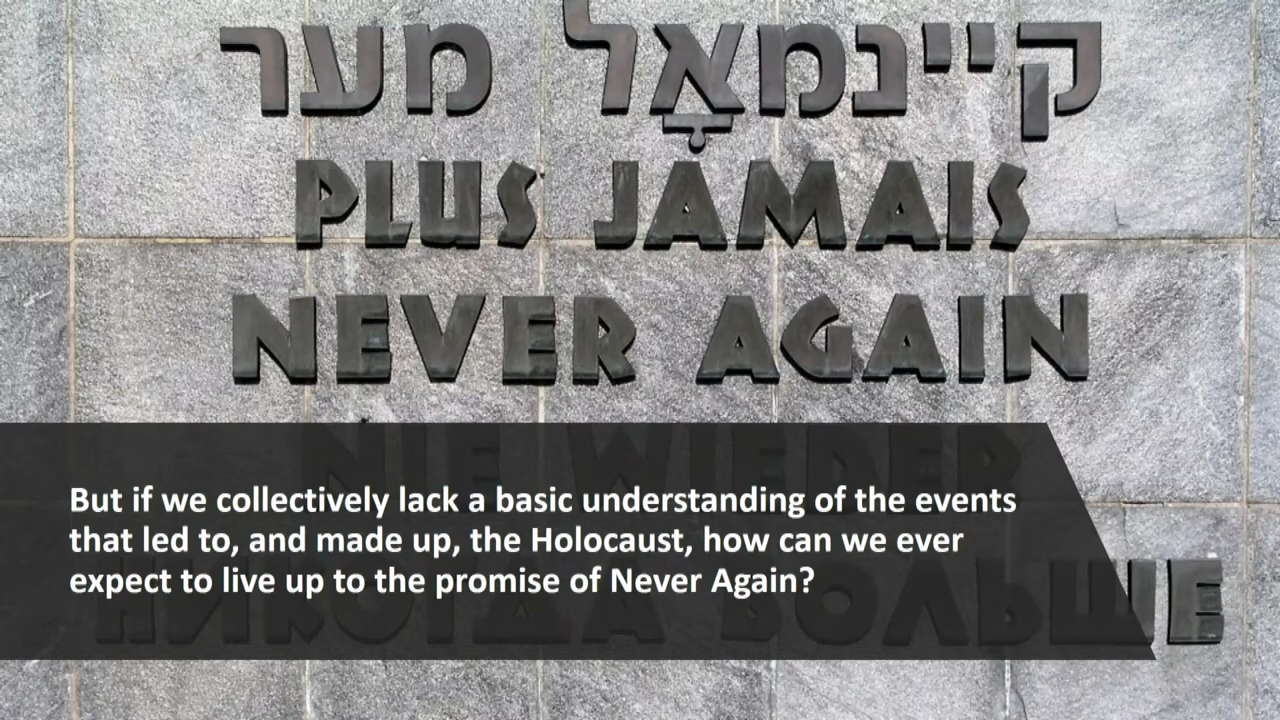 קיינמאָל מער
PLUS JAMAIS
NEVER AGAIN
NIE WIEDER
НИКОГДА БОЛЬШЕ
But if we collectively lack a basic understanding of the events
that led to, and made up, the Holocaust, how can we ever
expect to live up to the promise of Never Again?